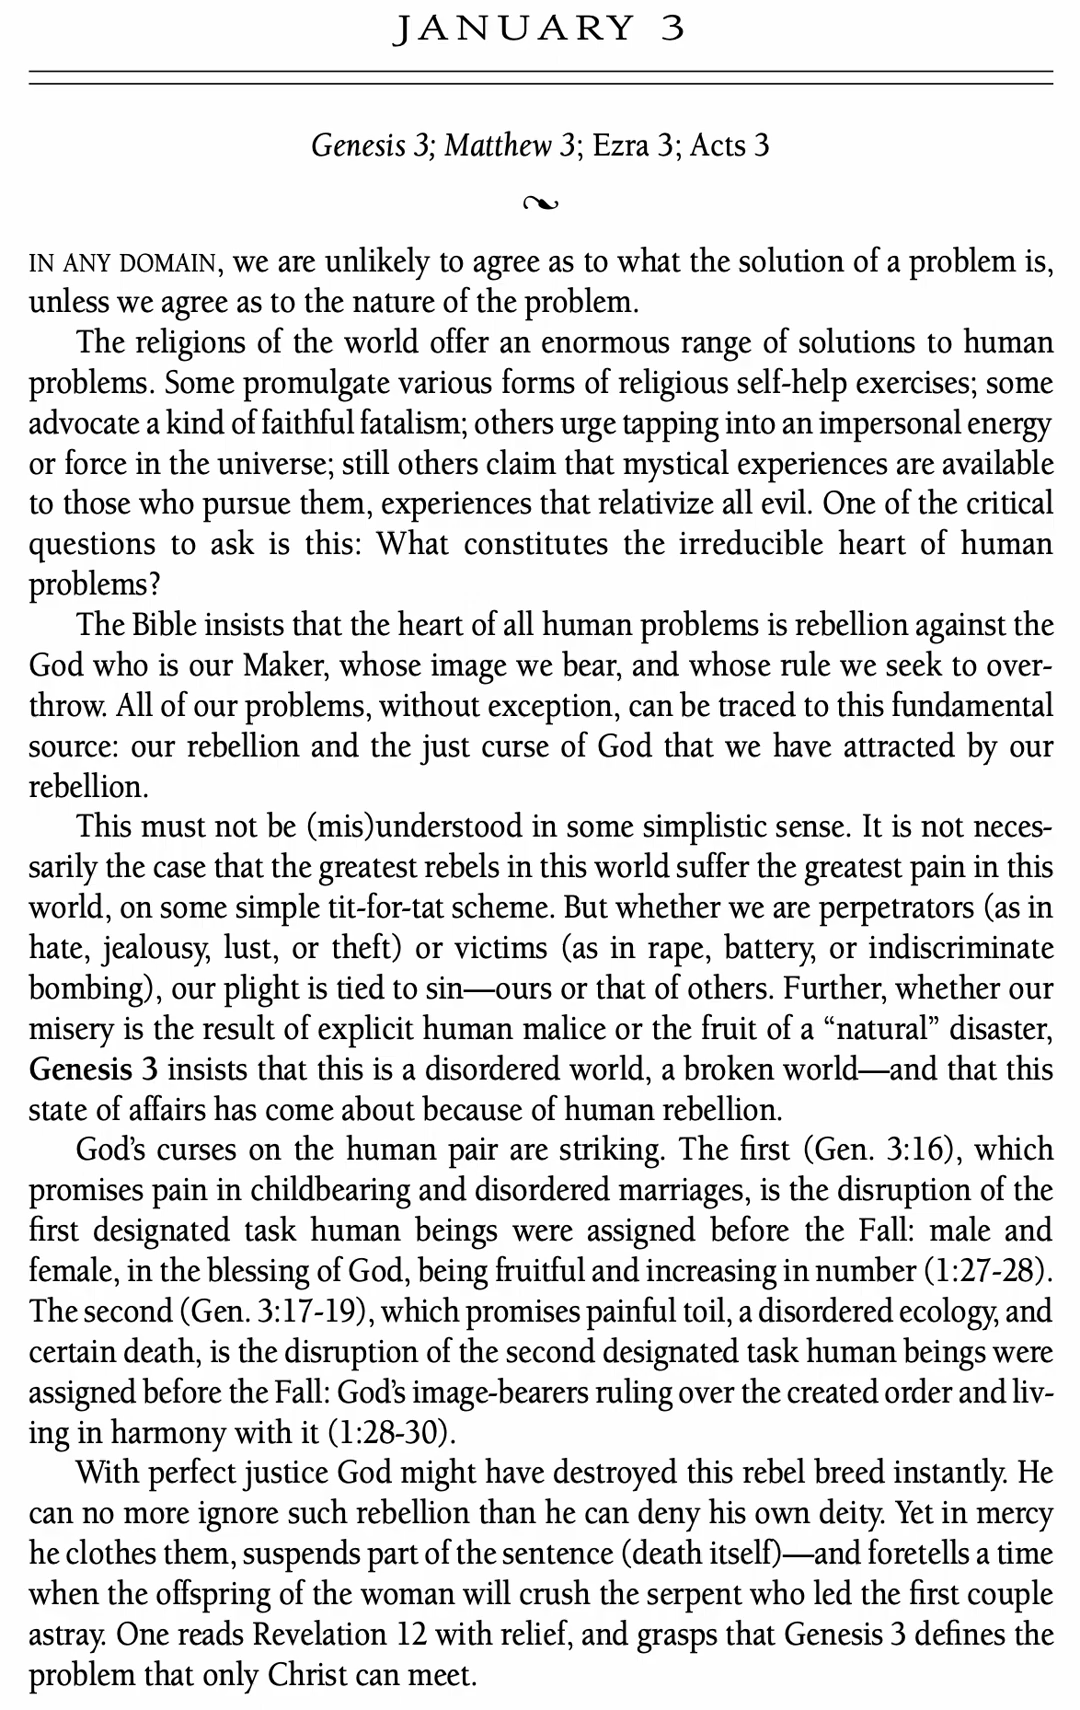 JANUARY 3
Genesis 3; Matthew 3; Ezra 3; Acts 3
IN ANY DOMAIN, we are unlikely to agree as to what the solution of a problem is,
unless we agree as to the nature of the problem.
The religions of the world offer an enormous range of solutions to human
problems. Some promulgate various forms of religious self-help exercises; some
advocate a kind of faithful fatalism; others urge tapping into an impersonal energy
or force in the universe; still others claim that mystical experiences are available
to those who pursue them, experiences that relativize all evil. One of the critical
questions to ask is this: What constitutes the irreducible heart of human
problems?
The Bible insists that the heart of all human problems is rebellion against the
God who is our Maker, whose image we bear, and whose rule we seek to over-
throw. All of our problems, without exception, can be traced to this fundamental
source: our rebellion and the just curse of God that we have attracted by our
rebellion.
This must not be (mis)understood in some simplistic sense. It is not neces-
sarily the case that the greatest rebels in this world suffer the greatest pain in this
world, on some simple tit-for-tat scheme. But whether we are perpetrators (as in
hate, jealousy, lust, or theft) or victims (as in rape, battery, or indiscriminate
bombing), our plight is tied to sin—ours or that of others. Further, whether our
misery is the result of explicit human malice or the fruit of a “natural” disaster,
Genesis 3 insists that this is a disordered world, a broken world—and that this
state of affairs has come about because of human rebellion.
God’s curses on the human pair are striking. The first (Gen. 3:16), which
promises pain in childbearing and disordered marriages, is the disruption of the
first designated task human beings were assigned before the Fall: male and
female, in the blessing of God, being fruitful and increasing in number (1:27-28).
The second (Gen. 3:17-19), which promises painful toil, a disordered ecology, and
certain death, is the disruption of the second designated task human beings were
assigned before the Fall: God’s image-bearers ruling over the created order and liv-
ing in harmony with it (1:28-30).
With perfect justice God might have destroyed this rebel breed instantly. He
can no more ignore such rebellion than he can deny his own deity. Yet in mercy
he clothes them, suspends part of the sentence (death itself)—and foretells a time
when the offspring of the woman will crush the serpent who led the first couple
astray. One reads Revelation 12 with relief, and grasps that Genesis 3 defines the
problem that only Christ can meet.